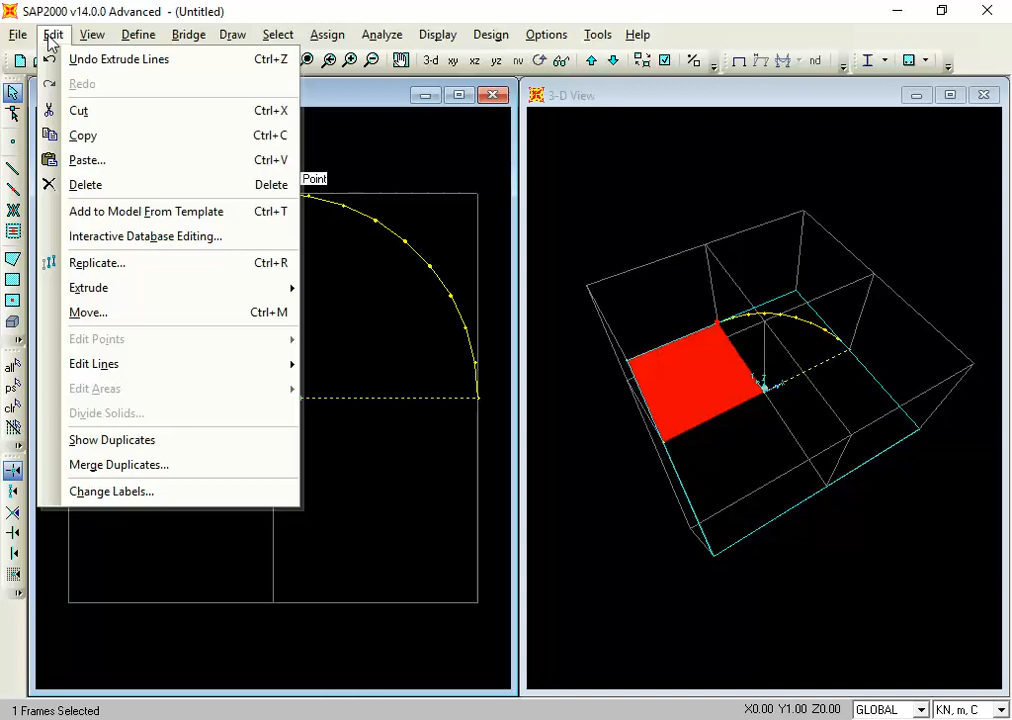 SAP2000 v14.0.0 Advanced - (Untitled)
File Edit View Define Bridge Draw Select Assign Analyze Display Design Options Tools Help
3-d xy xz yz nv nd
Undo Extrude Lines Ctrl+Z
Redo
Cut Ctrl+X
Copy Ctrl+C
Paste... Ctrl+V
Delete Delete
Add to Model From Template Ctrl+T
Interactive Database Editing...
Replicate... Ctrl+R
Extrude
Move... Ctrl+M
Edit Points
Edit Lines
Edit Areas
Divide Solids...
Show Duplicates
Merge Duplicates...
Change Labels...
all
ps
clr
Point
3-D View
1 Frames Selected
X0.00 Y1.00 Z0.00
GLOBAL
KN, m, C